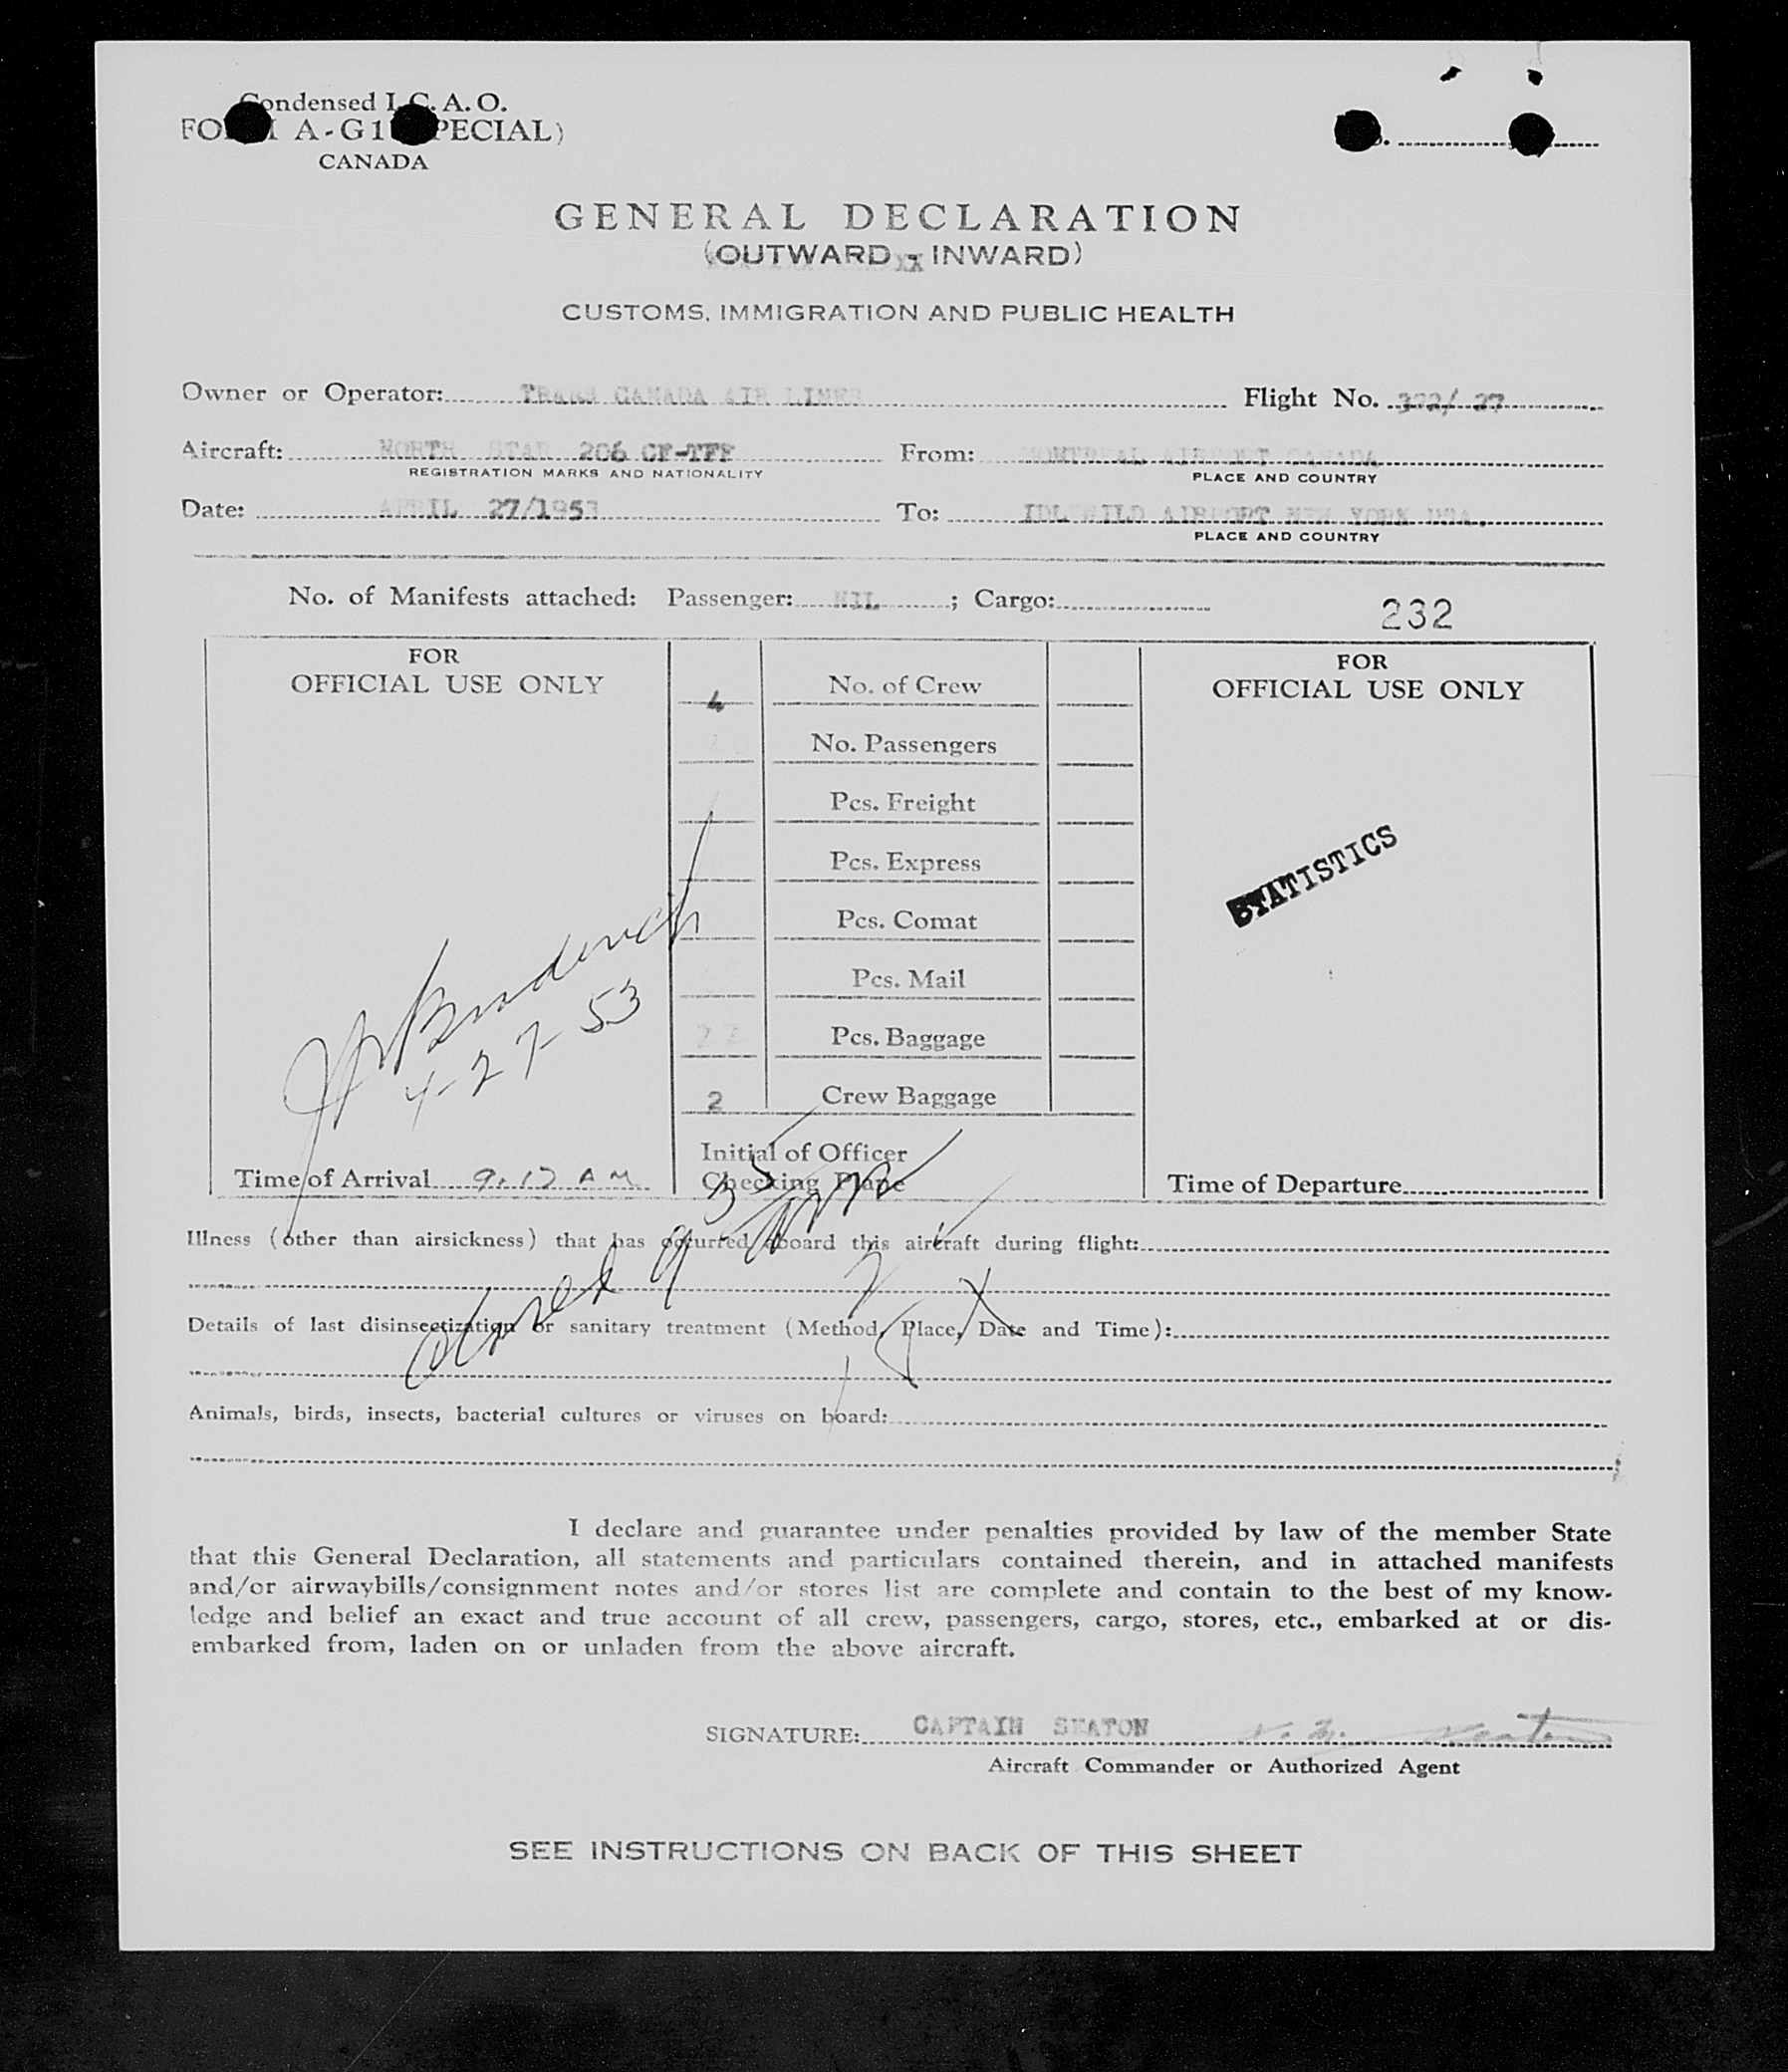 Condensed I.C.A.O.
A-G1
CANADA
GENERAL DECLARATION
(OUTWARD - INWARD)
CUSTOMS, IMMIGRATION AND PUBLIC HEALTH
Owner or Operator: TRANS CANADA AIR LINES Flight No. 322/ 27
Aircraft: NORTH STAR 206 CF-TFF From: MONTREAL AIRPORT CANADA
REGISTRATION MARKS AND NATIONALITY PLACE AND COUNTRY
Date: APRIL 27/1953 To: IDLEWILD AIRPORT NEW YORK USA.
PLACE AND COUNTRY
No. of Manifests attached: Passenger: NIL ; Cargo: 232
FOR
OFFICIAL USE ONLY
4 No. of Crew
No. Passengers
Pcs. Freight
Pcs. Express
Pcs. Comat
Pcs. Mail
Pcs. Baggage
2 Crew Baggage
FOR
OFFICIAL USE ONLY
STATISTICS
4-27-53
Time of Arrival 9.17 AM
Initial of Officer
Checking Plane
Time of Departure
Illness (other than airsickness) that has occurred aboard this aircraft during flight:
Details of last disinsectization or sanitary treatment (Method, Place, Date and Time):
Animals, birds, insects, bacterial cultures or viruses on board:
I declare and guarantee under penalties provided by law of the member State
that this General Declaration, all statements and particulars contained therein, and in attached manifests
and/or airwaybills/consignment notes and/or stores list are complete and contain to the best of my know-
ledge and belief an exact and true account of all crew, passengers, cargo, stores, etc., embarked at or dis-
embarked from, laden on or unladen from the above aircraft.
SIGNATURE: CAPTAIN SEATON
Aircraft Commander or Authorized Agent
SEE INSTRUCTIONS ON BACK OF THIS SHEET